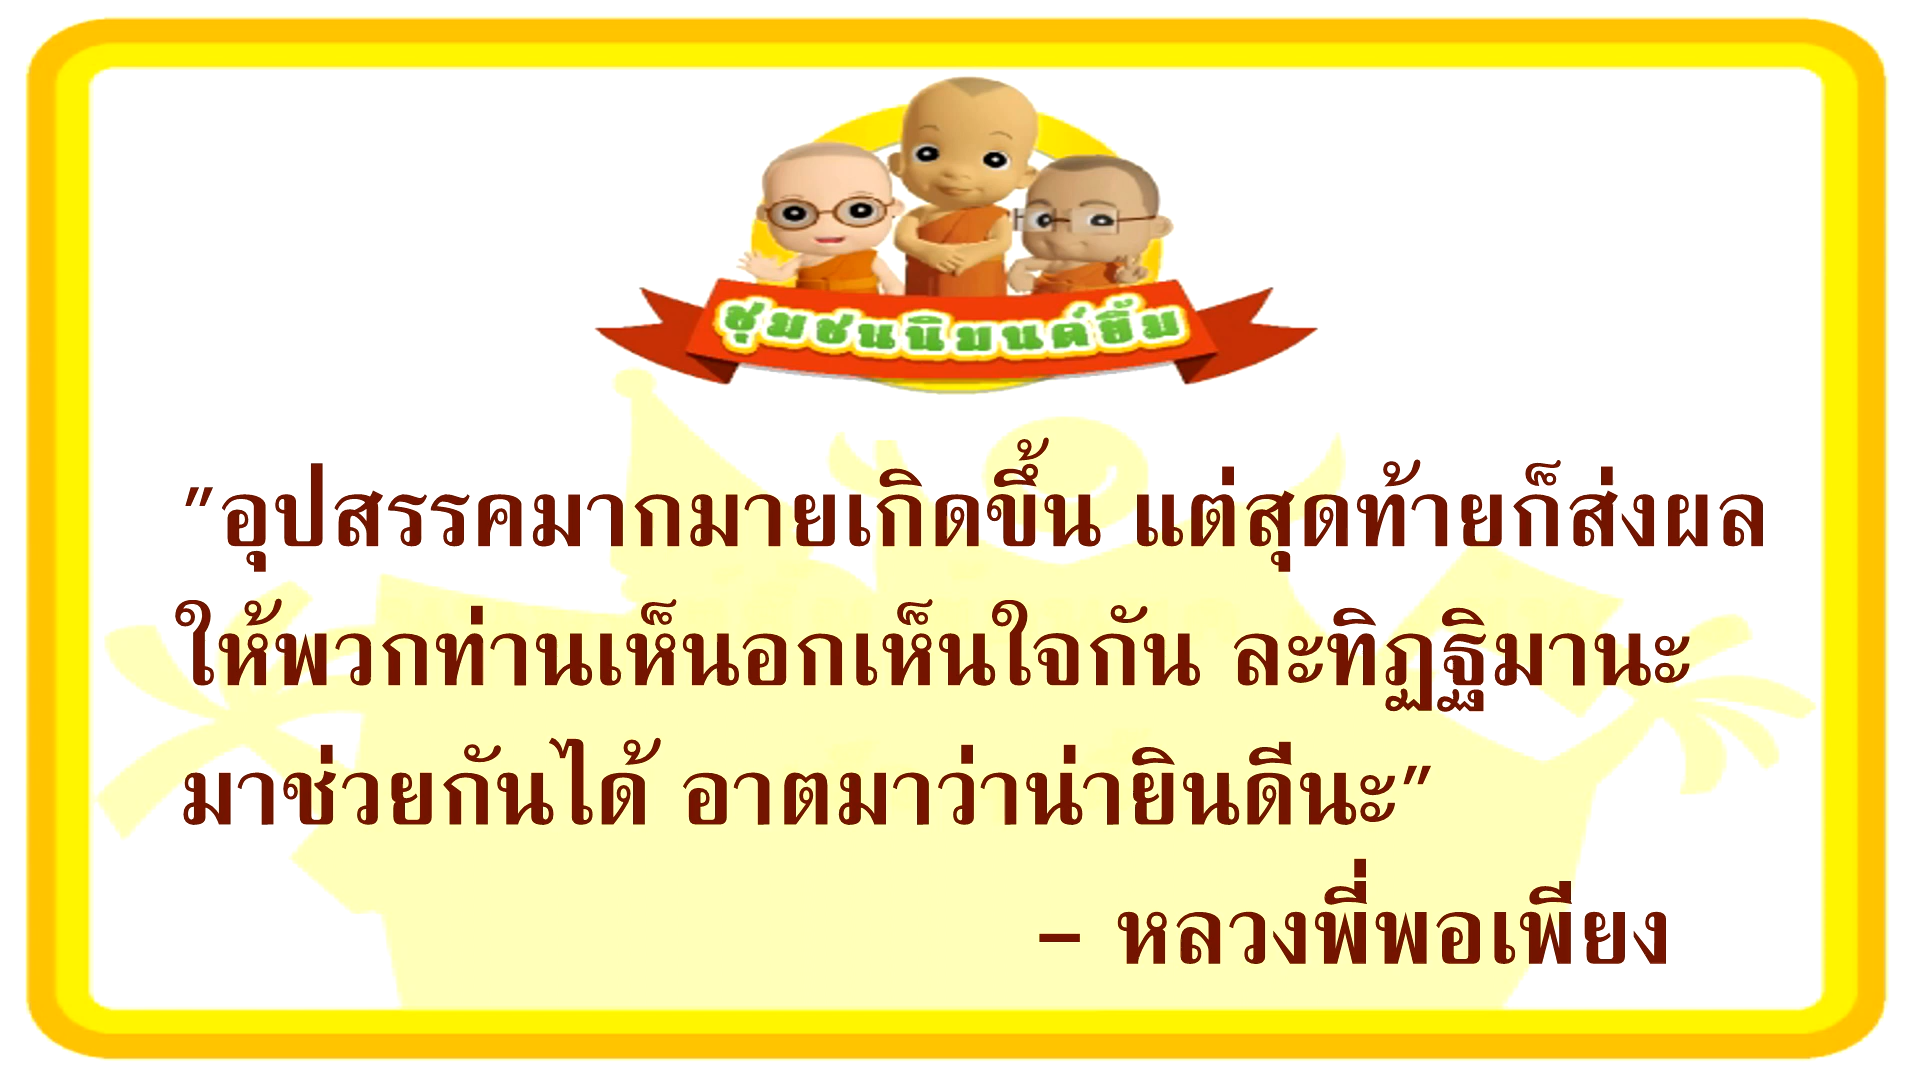 ชุมชนนิมนต์ยิ้ม
"อุปสรรคมากมายเกิดขึ้น แต่สุดท้ายก็ส่งผล
ให้พวกท่านเห็นอกเห็นใจกัน ละทิฏฐิมานะ
มาช่วยกันได้ อาตมาว่าน่ายินดีนะ"
– หลวงพี่พอเพียง